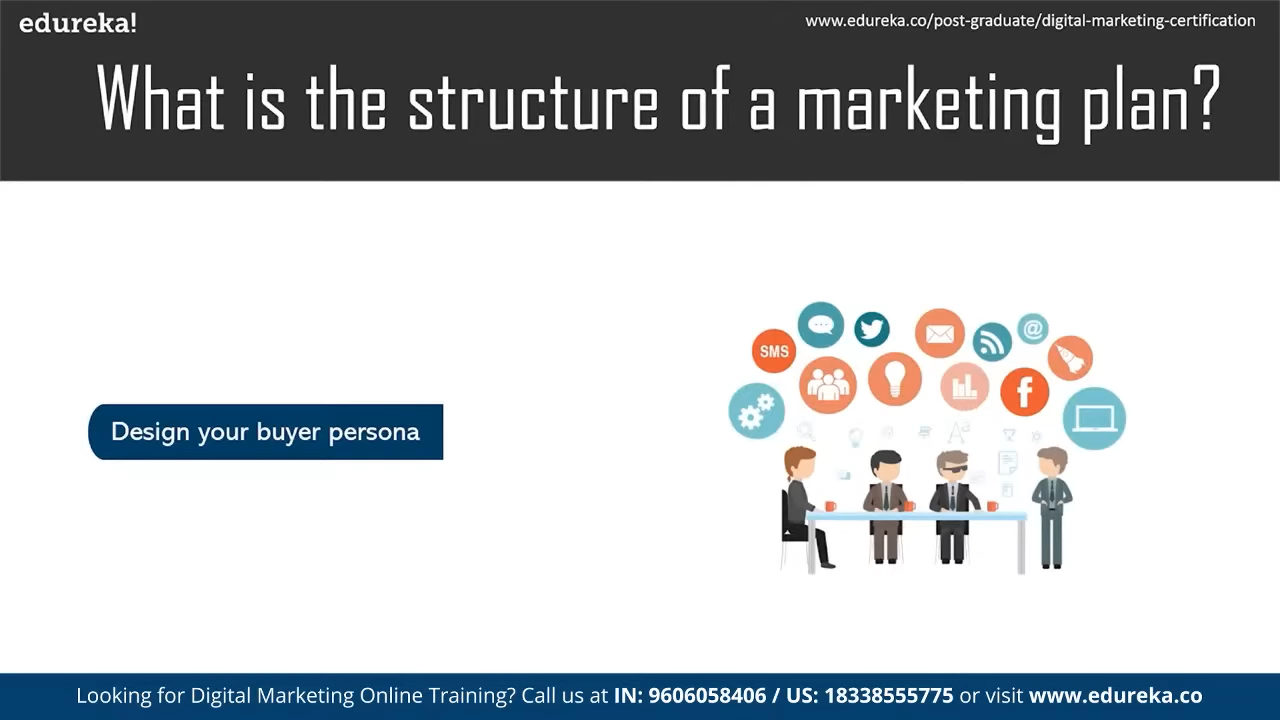 edureka!
www.edureka.co/post-graduate/digital-marketing-certification
What is the structure of a marketing plan?
SMS
@
f
Aa
Design your buyer persona
Looking for Digital Marketing Online Training? Call us at IN: 9606058406 / US: 18338555775 or visit www.edureka.co